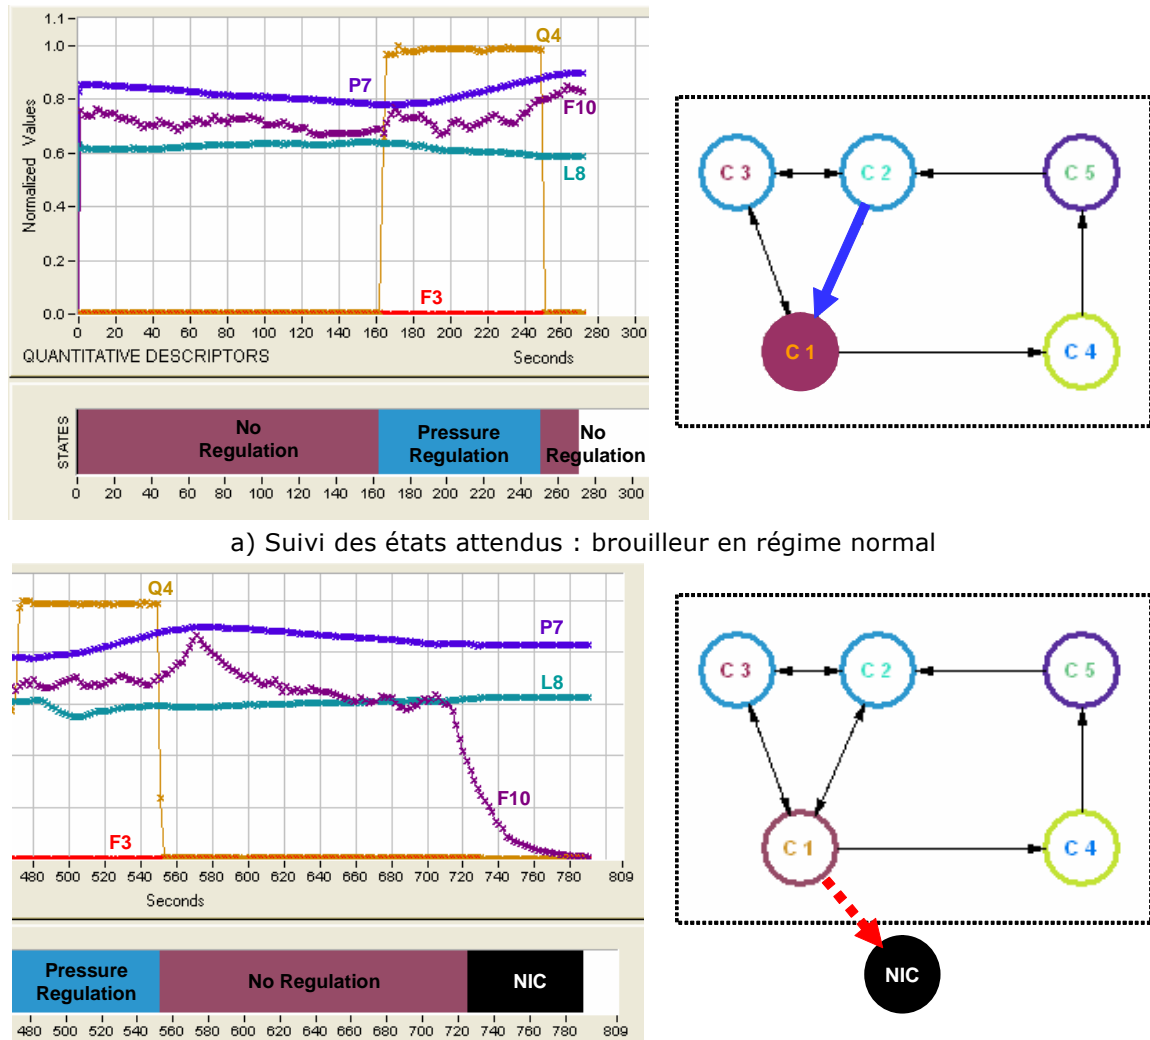 1.1
1.0
0.8
0.6
0.4
0.2
0.0
Normalized Values
Q4
P7
F10
L8
F3
0 20 40 60 80 100 120 140 160 180 200 220 240 260 280 300
QUANTITATIVE DESCRIPTORS Seconds
STATES
No
Regulation
Pressure
Regulation
No
Regulation
0 20 40 60 80 100 120 140 160 180 200 220 240 260 280 300
C 3
C 2
C 5
C 1
C 4
a) Suivi des états attendus : brouilleur en régime normal
Q4
P7
L8
F10
F3
480 500 520 540 560 580 600 620 640 660 680 700 720 740 760 780 809
Seconds
Pressure
Regulation
No Regulation
NIC
480 500 520 540 560 580 600 620 640 660 680 700 720 740 760 780 809
C 3
C 2
C 5
C 1
C 4
NIC